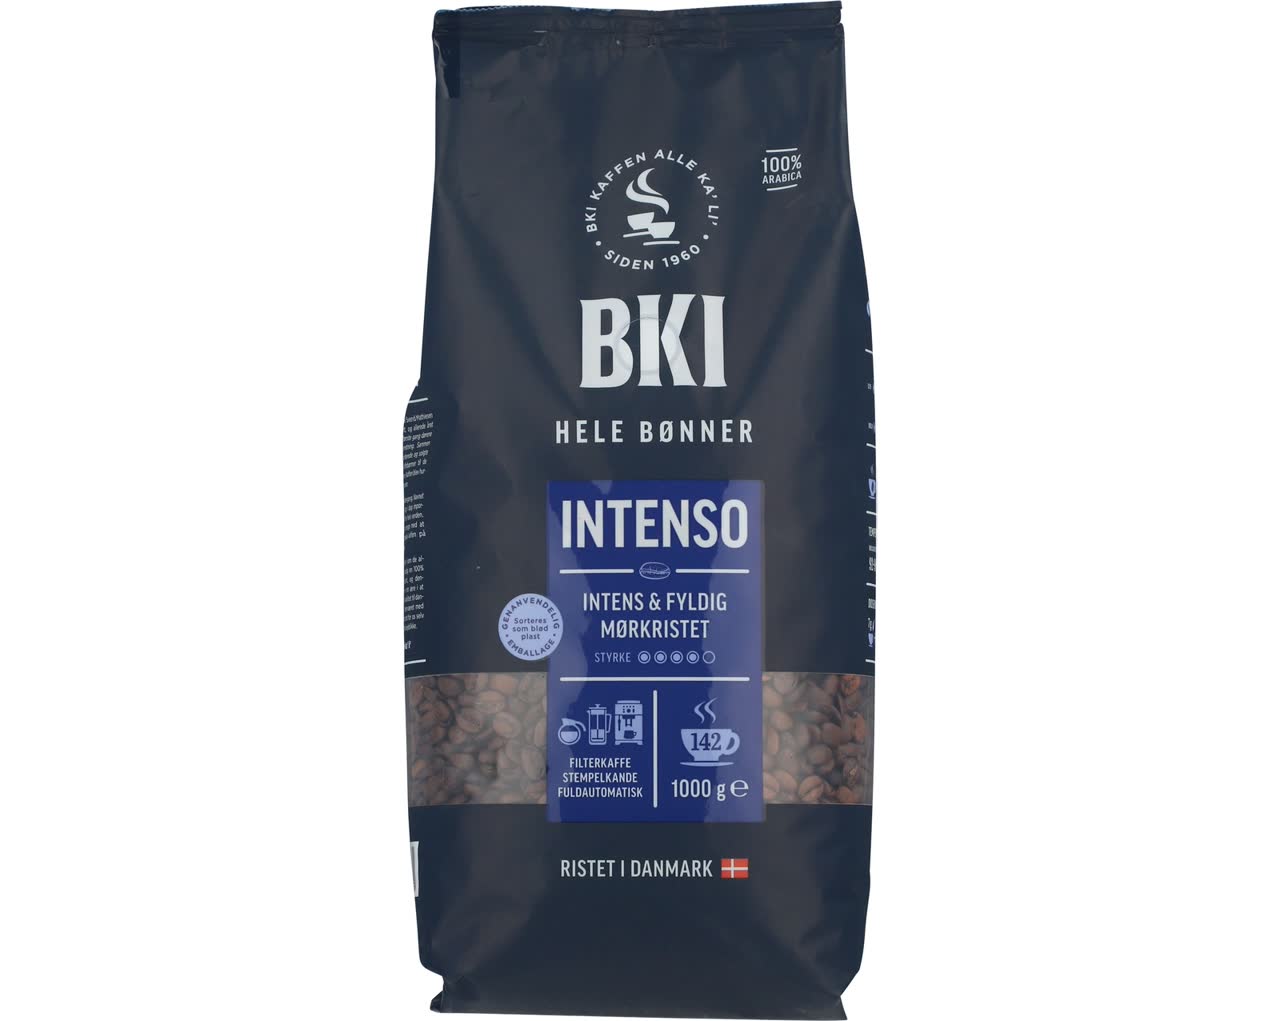 BKI KAFFEN ALLE KA' LI'
• SIDEN 1960 •
100%
ARABICA
BKI
HELE BØNNER
INTENSO
INTENS & FYLDIG
MØRKRISTET
STYRKE
GENANVENDELIG
Sorteres
som blød
plast
• EMBALLAGE •
142
FILTERKAFFE
STEMPELKANDE
FULDAUTOMATISK
1000 g ℮
RISTET I DANMARK